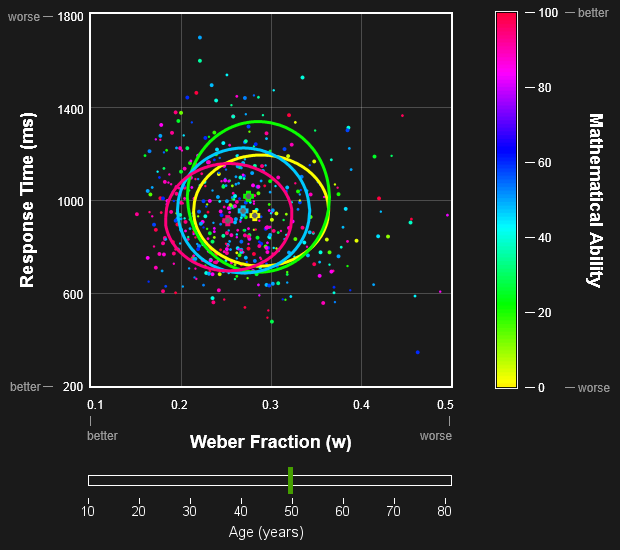 worse
1800
1400
1000
600
better
200
Response Time (ms)
0.1
0.2
0.3
0.4
0.5
better
worse
Weber Fraction (w)
10
20
30
40
50
60
70
80
Age (years)
100
better
80
60
40
20
0
worse
Mathematical Ability